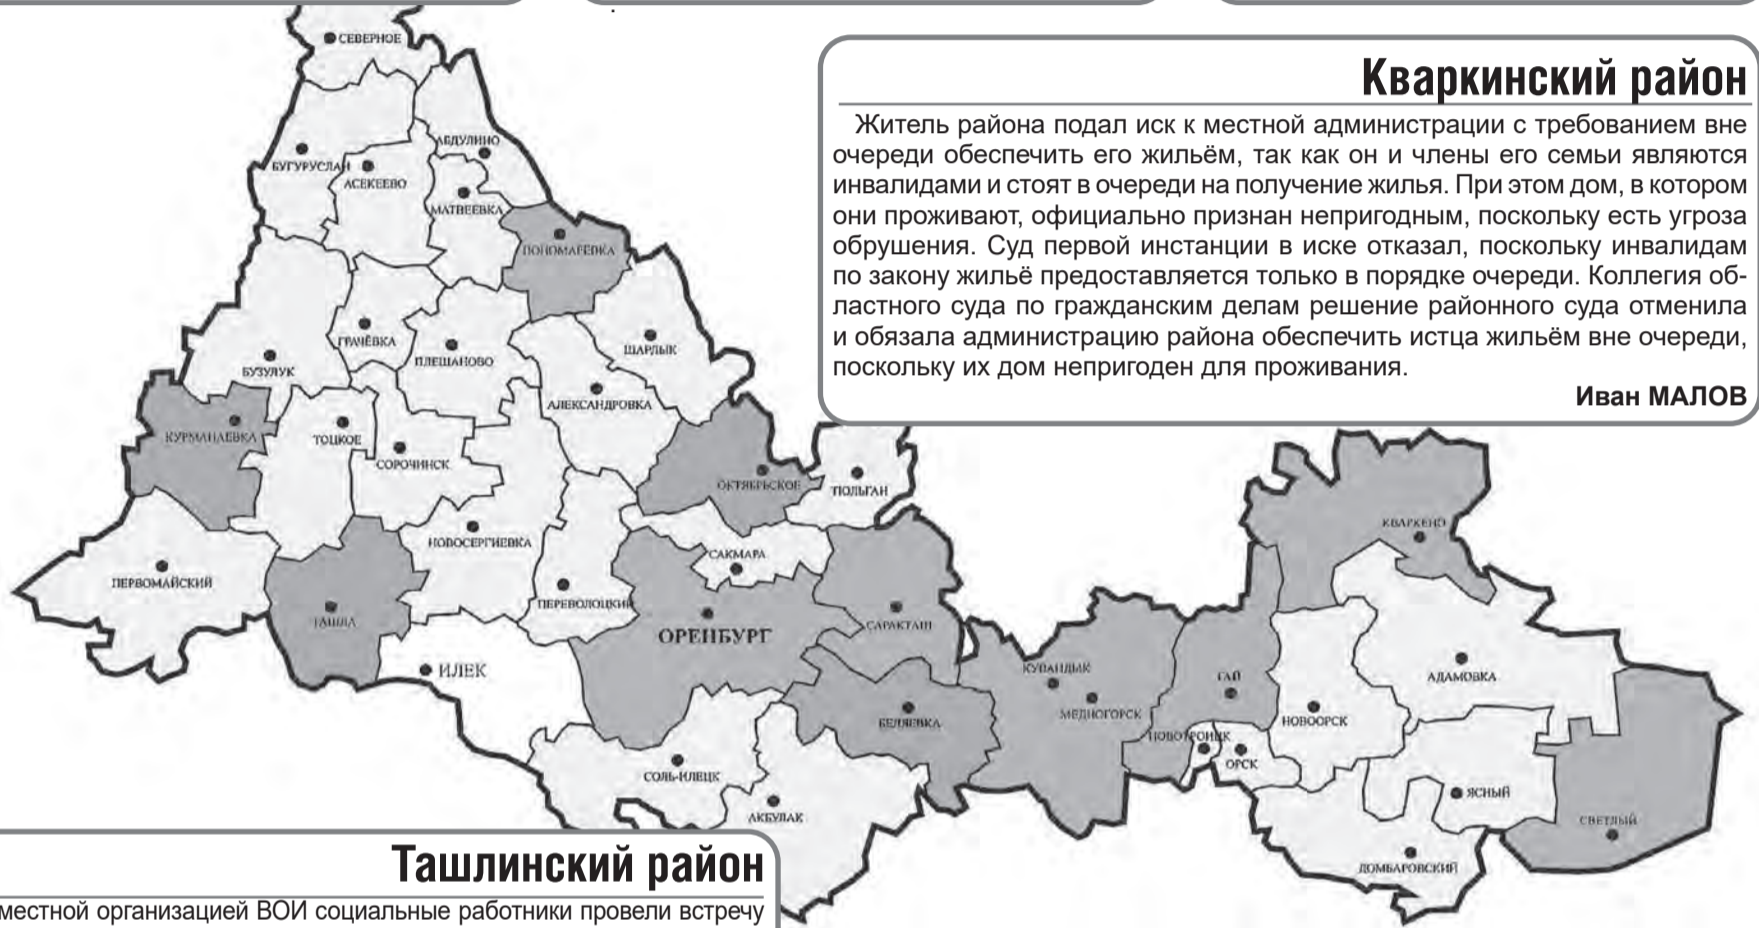 СЕВЕРНОЕ
Кваркинский район
Житель района подал иск к местной администрации с требованием вне
очереди обеспечить его жильём, так как он и члены его семьи являются
инвалидами и стоят в очереди на получение жилья. При этом дом, в котором
они проживают, официально признан непригодным, поскольку есть угроза
обрушения. Суд первой инстанции в иске отказал, поскольку инвалидам
по закону жильё предоставляется только в порядке очереди. Коллегия об-
ластного суда по гражданским делам решение районного суда отменила
и обязала администрацию района обеспечить истца жильём вне очереди,
поскольку их дом непригоден для проживания.
Иван МАЛОВ
АБДУЛИНО
БУГУРУСЛАН
АСЕКЕЕВО
МАТВЕЕВКА
ПОНОМАРЕВКА
ГРАЧЁВКА
ПЛЕШАНОВО
ШАРЛЫК
БУЗУЛУК
АЛЕКСАНДРОВКА
КУРМАНАЕВКА
ТОЦКОЕ
СОРОЧИНСК
ОКТЯБРЬСКОЕ
ТЮЛЬГАН
КВАРКЕНО
НОВОСЕРГИЕВКА
САКМАРА
ПЕРВОМАЙСКИЙ
ПЕРЕВОЛОЦКИЙ
ТАШЛА
ОРЕНБУРГ
САРАКТАШ
ИЛЕК
КУВАНДЫК
ГАЙ
АДАМОВКА
МЕДНОГОРСК
БЕЛЯЕВКА
НОВООРСК
НОВОТРОИЦК
ОРСК
СОЛЬ-ИЛЕЦК
ЯСНЫЙ
АКБУЛАК
СВЕТЛЫЙ
ДОМБАРОВСКИЙ
Ташлинский район
местной организацией ВОИ социальные работники провели встречу